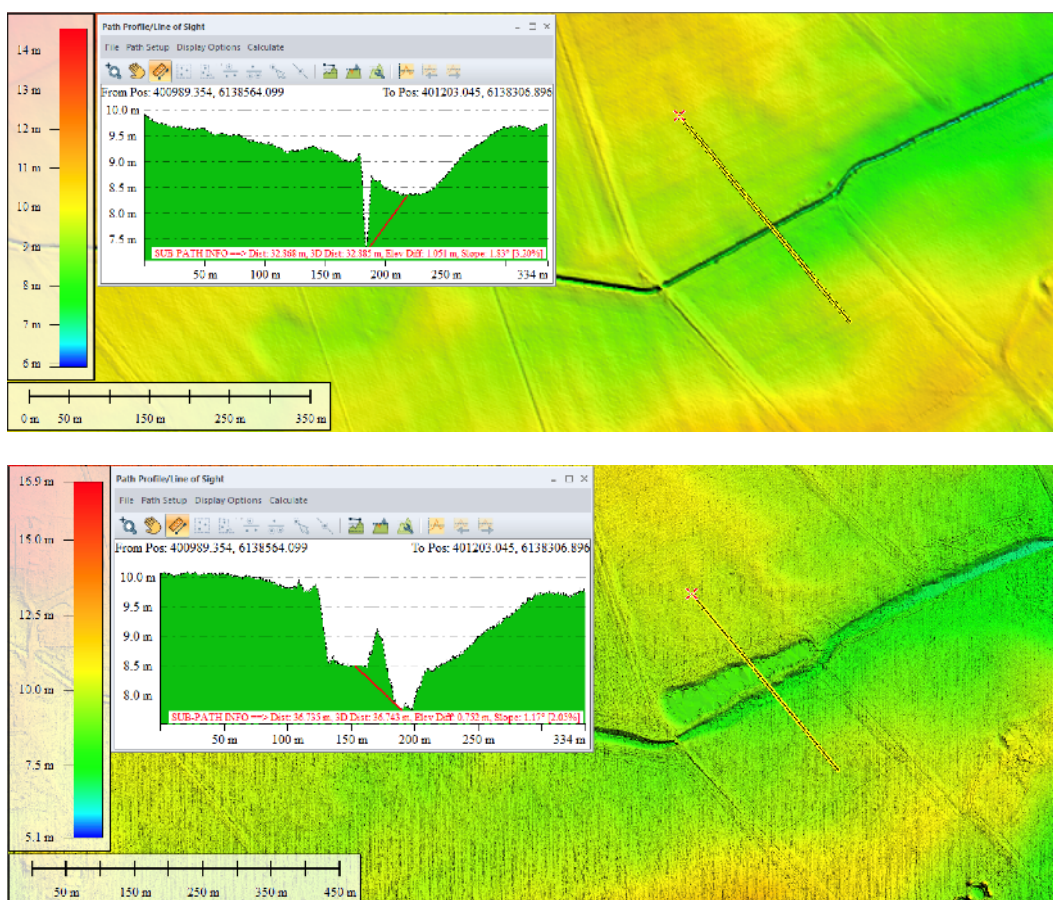 Path Profile/Line of Sight
File Path Setup Display Options Calculate
From Pos: 400989.354, 6138564.099 To Pos: 401203.045, 6138306.896
10.0 m
9.5 m
9.0 m
8.5 m
8.0 m
7.5 m
SUB-PATH INFO ==> Dist: 32.368 m, 3D Dist: 32.385 m, Elev Diff: 1.051 m, Slope: 1.83° [3.20%]
50 m 100 m 150 m 200 m 250 m 334 m
14 m
13 m
12 m
11 m
10 m
9 m
8 m
7 m
6 m
0 m 50 m 150 m 250 m 350 m
Path Profile/Line of Sight
File Path Setup Display Options Calculate
From Pos: 400989.354, 6138564.099 To Pos: 401203.045, 6138306.896
10.0 m
9.5 m
9.0 m
8.5 m
8.0 m
SUB-PATH INFO ==> Dist: 36.735 m, 3D Dist: 36.743 m, Elev Diff: 0.752 m, Slope: 1.17° [2.05%]
50 m 100 m 150 m 200 m 250 m 334 m
16.9 m
15.0 m
12.5 m
10.0 m
7.5 m
5.1 m
50 m 150 m 250 m 350 m 450 m